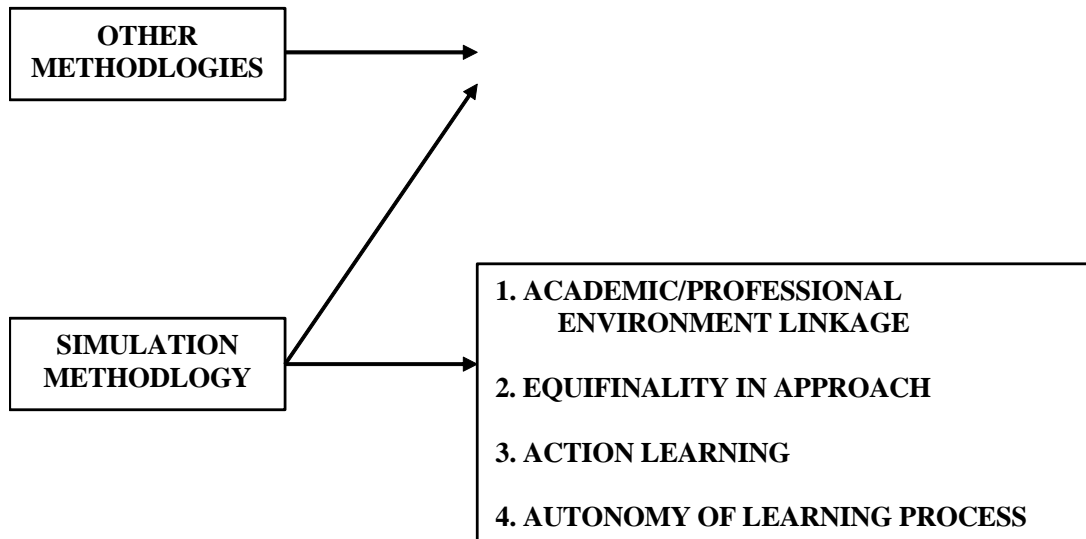 OTHER
METHODLOGIES
SIMULATION
METHODLOGY
1. ACADEMIC/PROFESSIONAL
ENVIRONMENT LINKAGE
2. EQUIFINALITY IN APPROACH
3. ACTION LEARNING
4. AUTONOMY OF LEARNING PROCESS